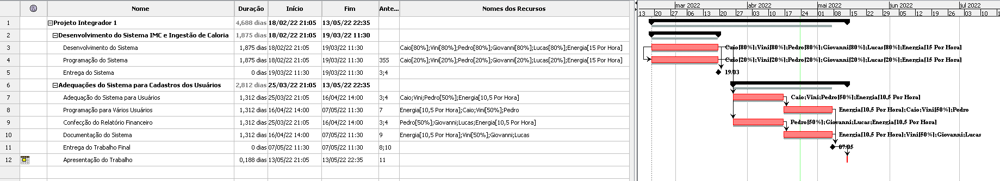 Nome Duração Início Fim Ante... Nomes dos Recursos
1 Projeto Integrador 1 4,688 dias 18/02/22 21:05 13/05/22 22:35
2 Desenvolvimento do Sistema IMC e Ingestão de Caloria 1,875 dias 18/02/22 21:05 19/03/22 11:30
3 Desenvolvimento do Sistema 1,875 dias 18/02/22 21:05 19/03/22 11:30 Caio[80%];Vini[80%];Pedro[80%];Giovanni[80%];Lucas[80%];Energia[15 Por Hora]
4 Programação do Sistema 1,875 dias 18/02/22 21:05 19/03/22 11:30 3SS Caio[20%];Vini[20%];Pedro[20%];Giovanni[20%];Lucas[20%];Energia[15 Por Hora]
5 Entrega do Sistema 0 dias 19/03/22 11:30 19/03/22 11:30 3;4
6 Adequações do Sistema para Cadastros dos Usuários 2,812 dias 25/03/22 21:05 13/05/22 22:35
7 Adequação do Sistema para Usuários 1,312 dias 25/03/22 21:05 16/04/22 14:00 3;4 Caio;Vini;Pedro[50%];Energia[10,5 Por Hora]
8 Programação para Vários Usuários 1,312 dias 16/04/22 14:00 07/05/22 11:30 7 Energia[10,5 Por Hora];Caio;Vini[50%];Pedro
9 Confecção do Relatório Financeiro 1,312 dias 25/03/22 21:05 16/04/22 14:00 3;4 Pedro[50%];Giovanni;Lucas;Energia[10,5 Por Hora]
10 Documentação do Sistema 1,312 dias 16/04/22 14:00 07/05/22 11:30 9 Energia[10,5 Por Hora];Vini[50%];Giovanni;Lucas
11 Entrega do Trabalho Final 0 dias 07/05/22 11:30 07/05/22 11:30 8;10
12 Apresentação do Trabalho 0,188 dias 13/05/22 21:05 13/05/22 22:35 11
mar 2022 abr 2022 mai 2022 jun 2022 jul 2022
13 20 27 06 13 20 27 03 10 17 24 01 08 15 22 29 05 12 19 26 03 10 1
Caio[80%];Vini[80%];Pedro[80%];Giovanni[80%];Lucas[80%];Energia[15 Por Hora]
Caio[20%];Vini[20%];Pedro[20%];Giovanni[20%];Lucas[20%];Energia[15 Por Hora]
19/03
Caio;Vini;Pedro[50%];Energia[10,5 Por Hora]
Energia[10,5 Por Hora];Caio;Vini[50%];Pedro
Pedro[50%];Giovanni;Lucas;Energia[10,5 Por Hora]
Energia[10,5 Por Hora];Vini[50%];Giovanni;Lucas
07/05